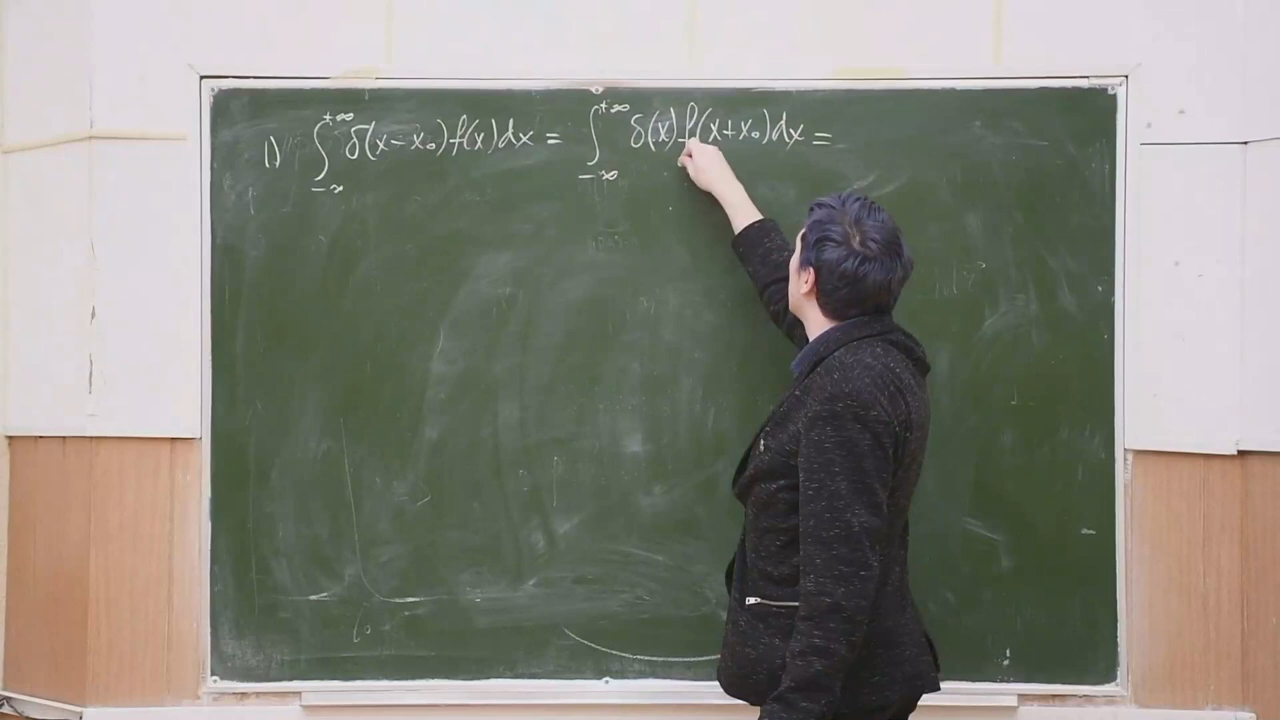 1) ∫_{-∞}^{+∞} δ(x-x₀)f(x)dx = ∫_{-∞}^{+∞} δ(x)f(x+x₀)dx =